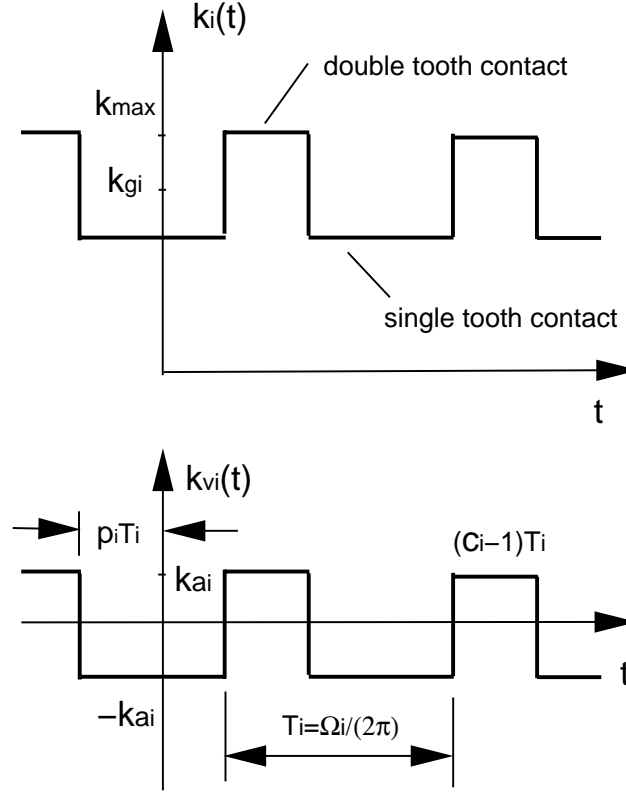 kᵢ(t)
double tooth contact
kmax
kgi
single tooth contact
t
kvi(t)
piTi
(ci−1)Ti
kai
t
−kai
Ti=Ωi/(2π)